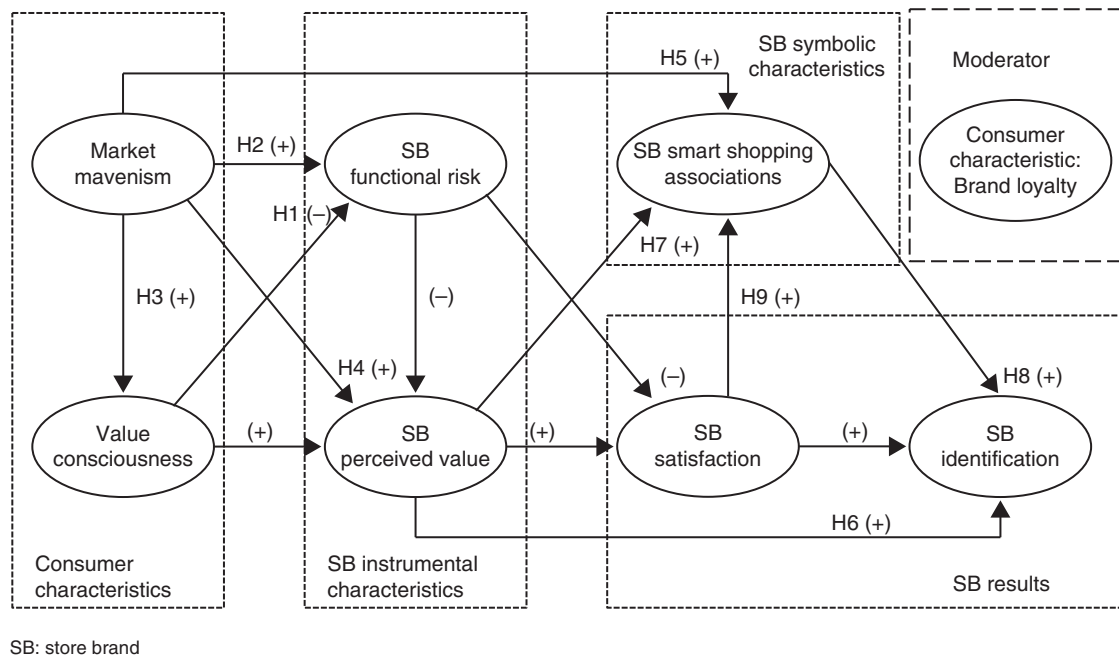 SB symbolic
characteristics
Moderator
H5 (+)
Market
mavenism
H2 (+)
SB
functional risk
SB smart shopping
associations
Consumer
characteristic:
Brand loyalty
H1 (–)
H7 (+)
H3 (+)
(–)
H9 (+)
H4 (+)
(–)
H8 (+)
Value
consciousness
(+)
SB
perceived value
(+)
SB
satisfaction
(+)
SB
identification
H6 (+)
Consumer
characteristics
SB instrumental
characteristics
SB results
SB: store brand